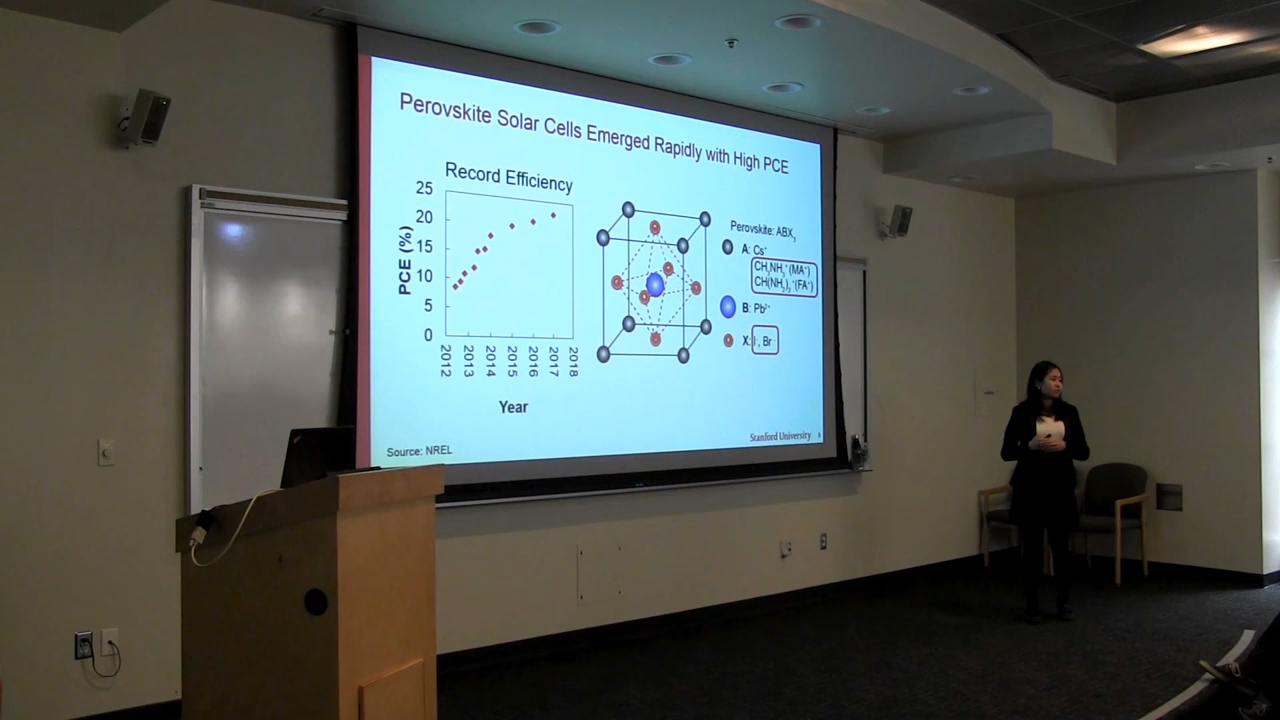 Perovskite Solar Cells Emerged Rapidly with High PCE
Record Efficiency
PCE (%)
25
20
15
10
5
0
2012
2013
2014
2015
2016
2017
2018
Year
Perovskite: ABX₃
A: Cs⁺
CH₃NH₃⁺(MA⁺)
CH(NH₂)₂⁺(FA⁺)
B: Pb²⁺
X: I⁻, Br⁻
Source: NREL
Stanford University
8